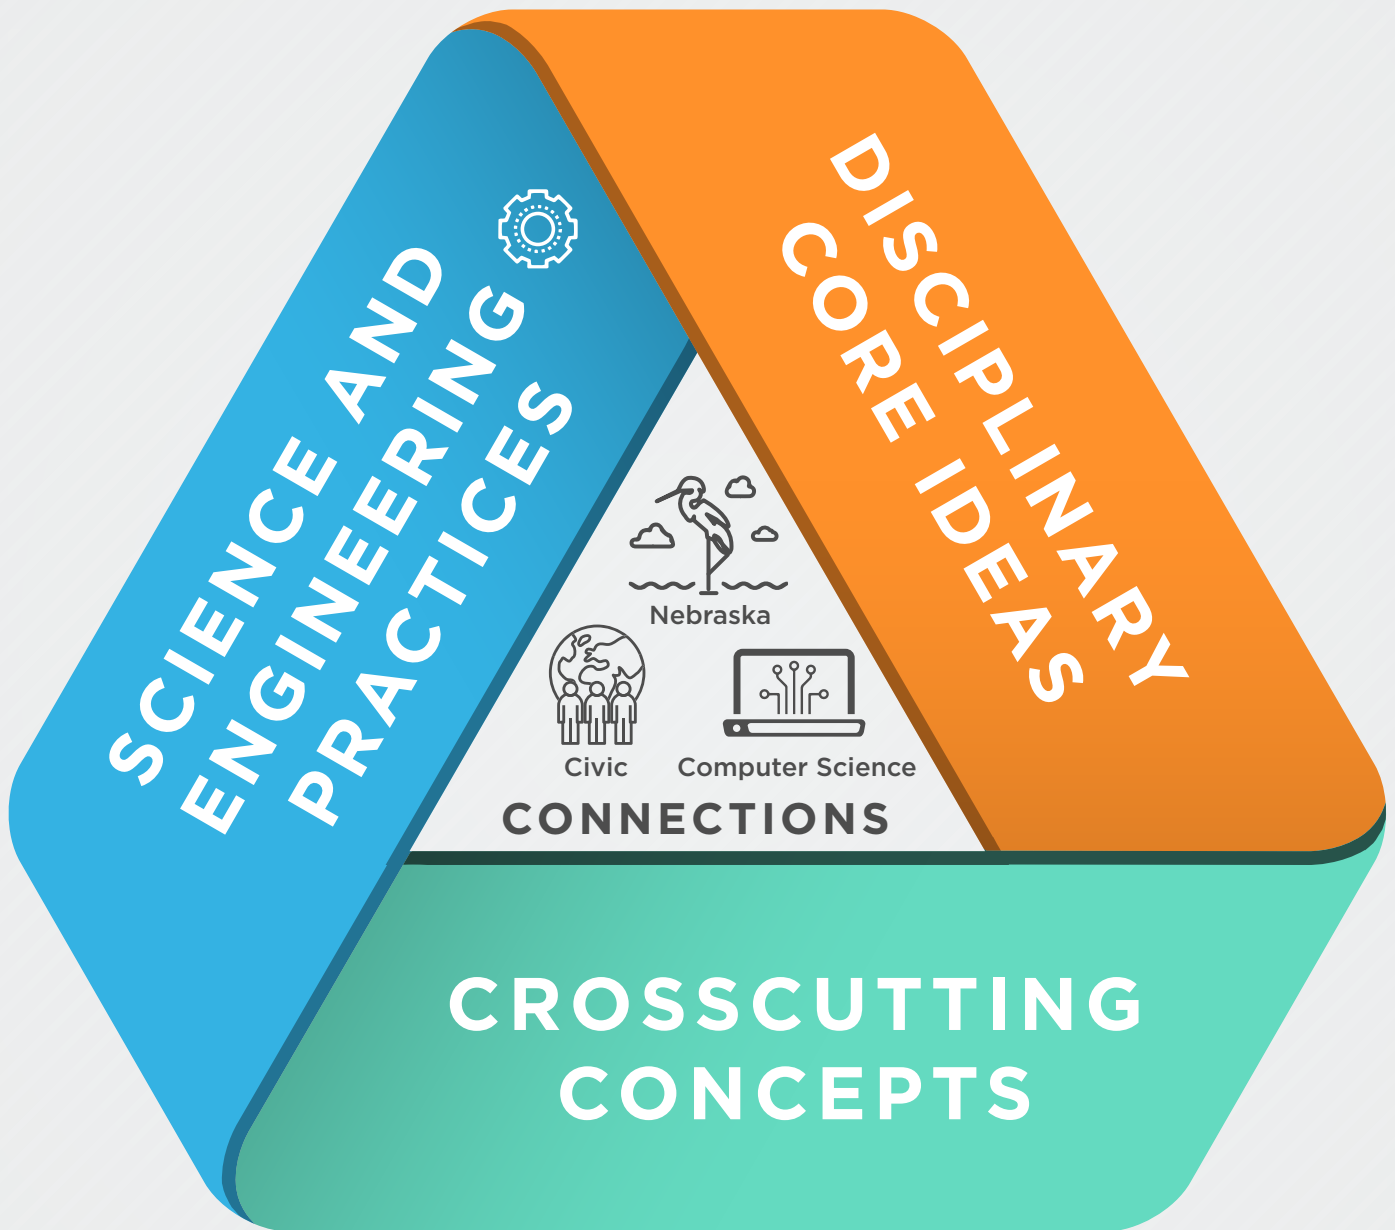 SCIENCE AND
ENGINEERING
PRACTICES
DISCIPLINARY
CORE IDEAS
Nebraska
Civic
Computer Science
CONNECTIONS
CROSSCUTTING
CONCEPTS